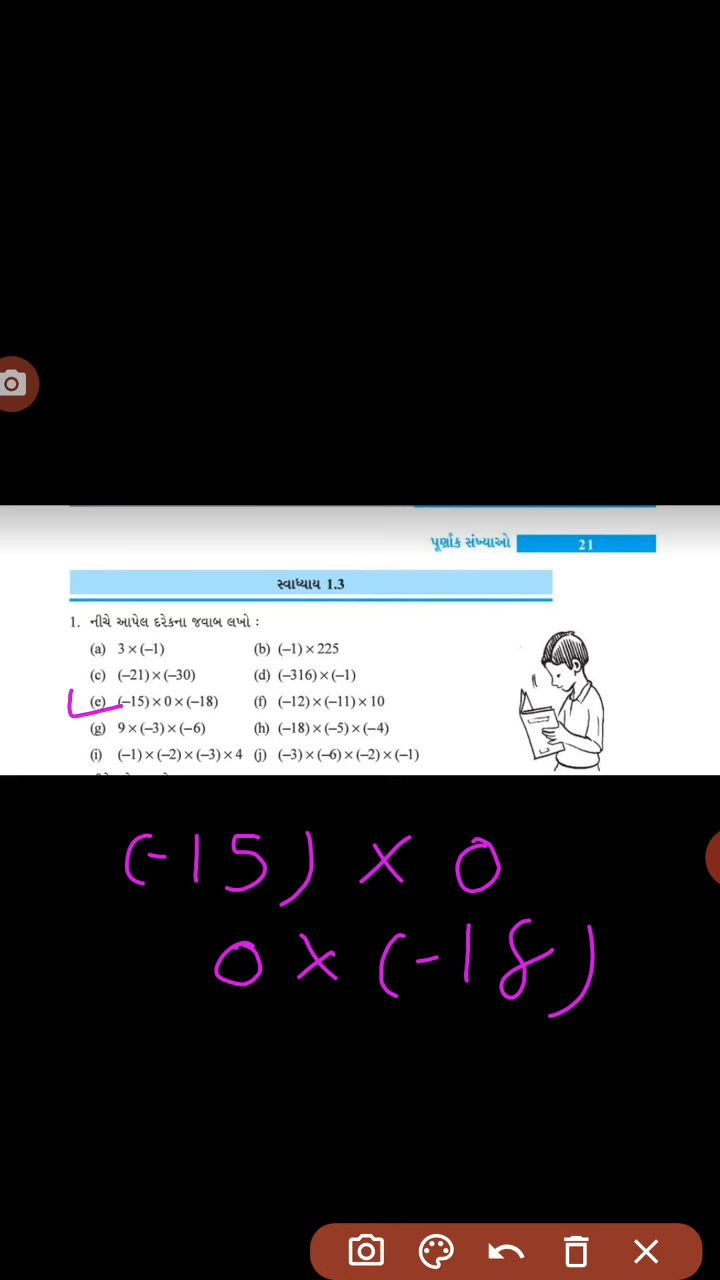 પૂર્ણાંક સંખ્યાઓ 21
સ્વાધ્યાય 1.3
1. નીચે આપેલ દરેકના જવાબ લખો :
(a) 3 × (–1) (b) (–1) × 225
(c) (–21) × (–30) (d) (–316) × (–1)
(e) (–15) × 0 × (–18) (f) (–12) × (–11) × 10
(g) 9 × (–3) × (–6) (h) (–18) × (–5) × (–4)
(i) (–1) × (–2) × (–3) × 4 (j) (–3) × (–6) × (–2) × (–1)
(-15) × 0
0 × (-18)